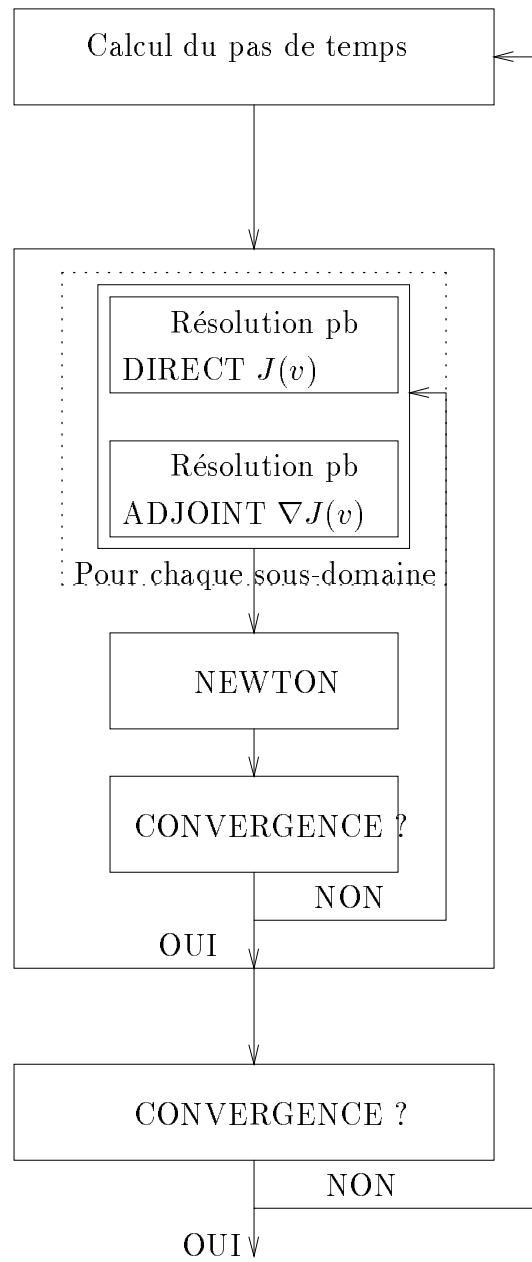 Calcul du pas de temps
Résolution pb
DIRECT J(v)
Résolution pb
ADJOINT ∇J(v)
Pour chaque sous-domaine
NEWTON
CONVERGENCE ?
NON
OUI
CONVERGENCE ?
NON
OUI